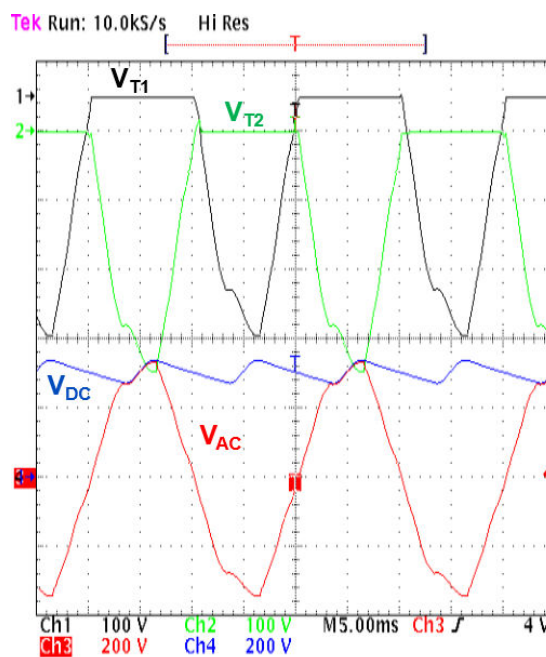 Tek Run: 10.0kS/s Hi Res
T
1
T
VT1
VT2
2
T
VDC
VAC
Ch1 100 V Ch2 100 V M5.00ms Ch3 4 V
Ch3 200 V Ch4 200 V